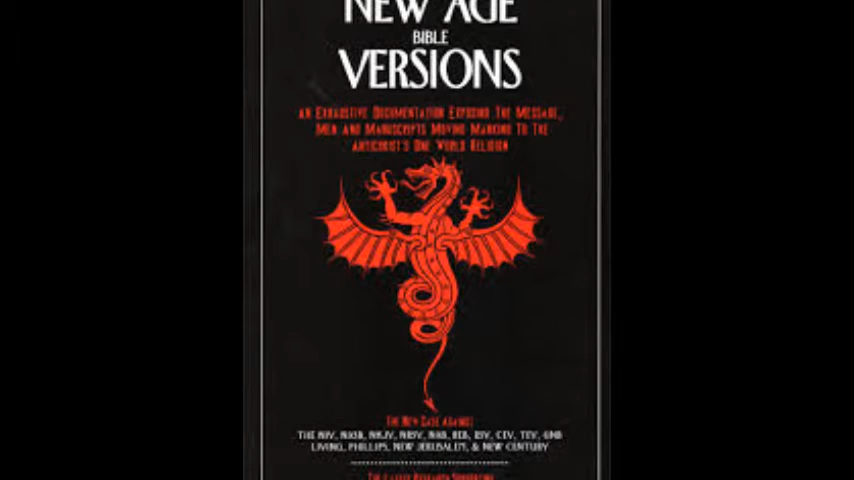 NEW AGE
BIBLE
VERSIONS
AN EXHAUSTIVE DOCUMENTATION EXPOSING THE MESSAGE,
MEN AND MANUSCRIPTS MOVING MANKIND TO THE
ANTICHRIST'S ONE WORLD RELIGION
THE NEW CASE AGAINST
THE NIV, NASB, NKJV, NRSV, NAB, REB, RSV, CEV, TEV, GNB
LIVING, PHILLIPS, NEW JERUSALEM, & NEW CENTURY